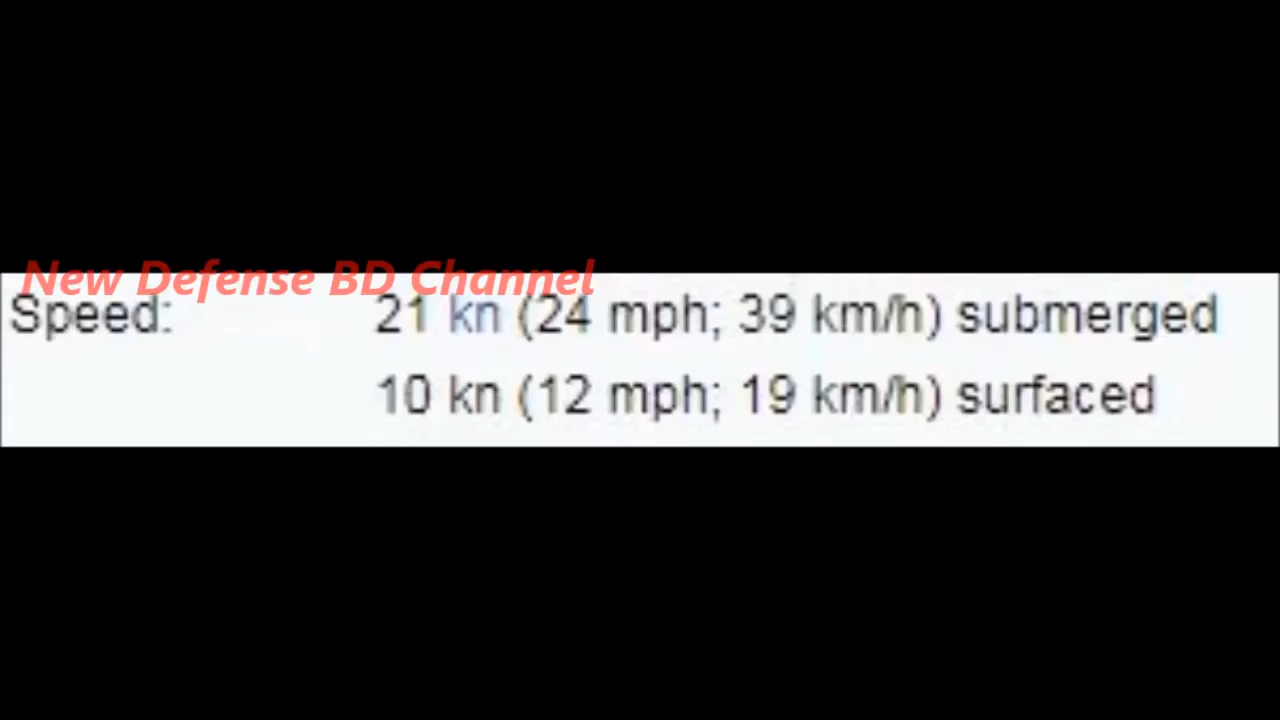 New Defense BD Channel
Speed: 21 kn (24 mph; 39 km/h) submerged
10 kn (12 mph; 19 km/h) surfaced